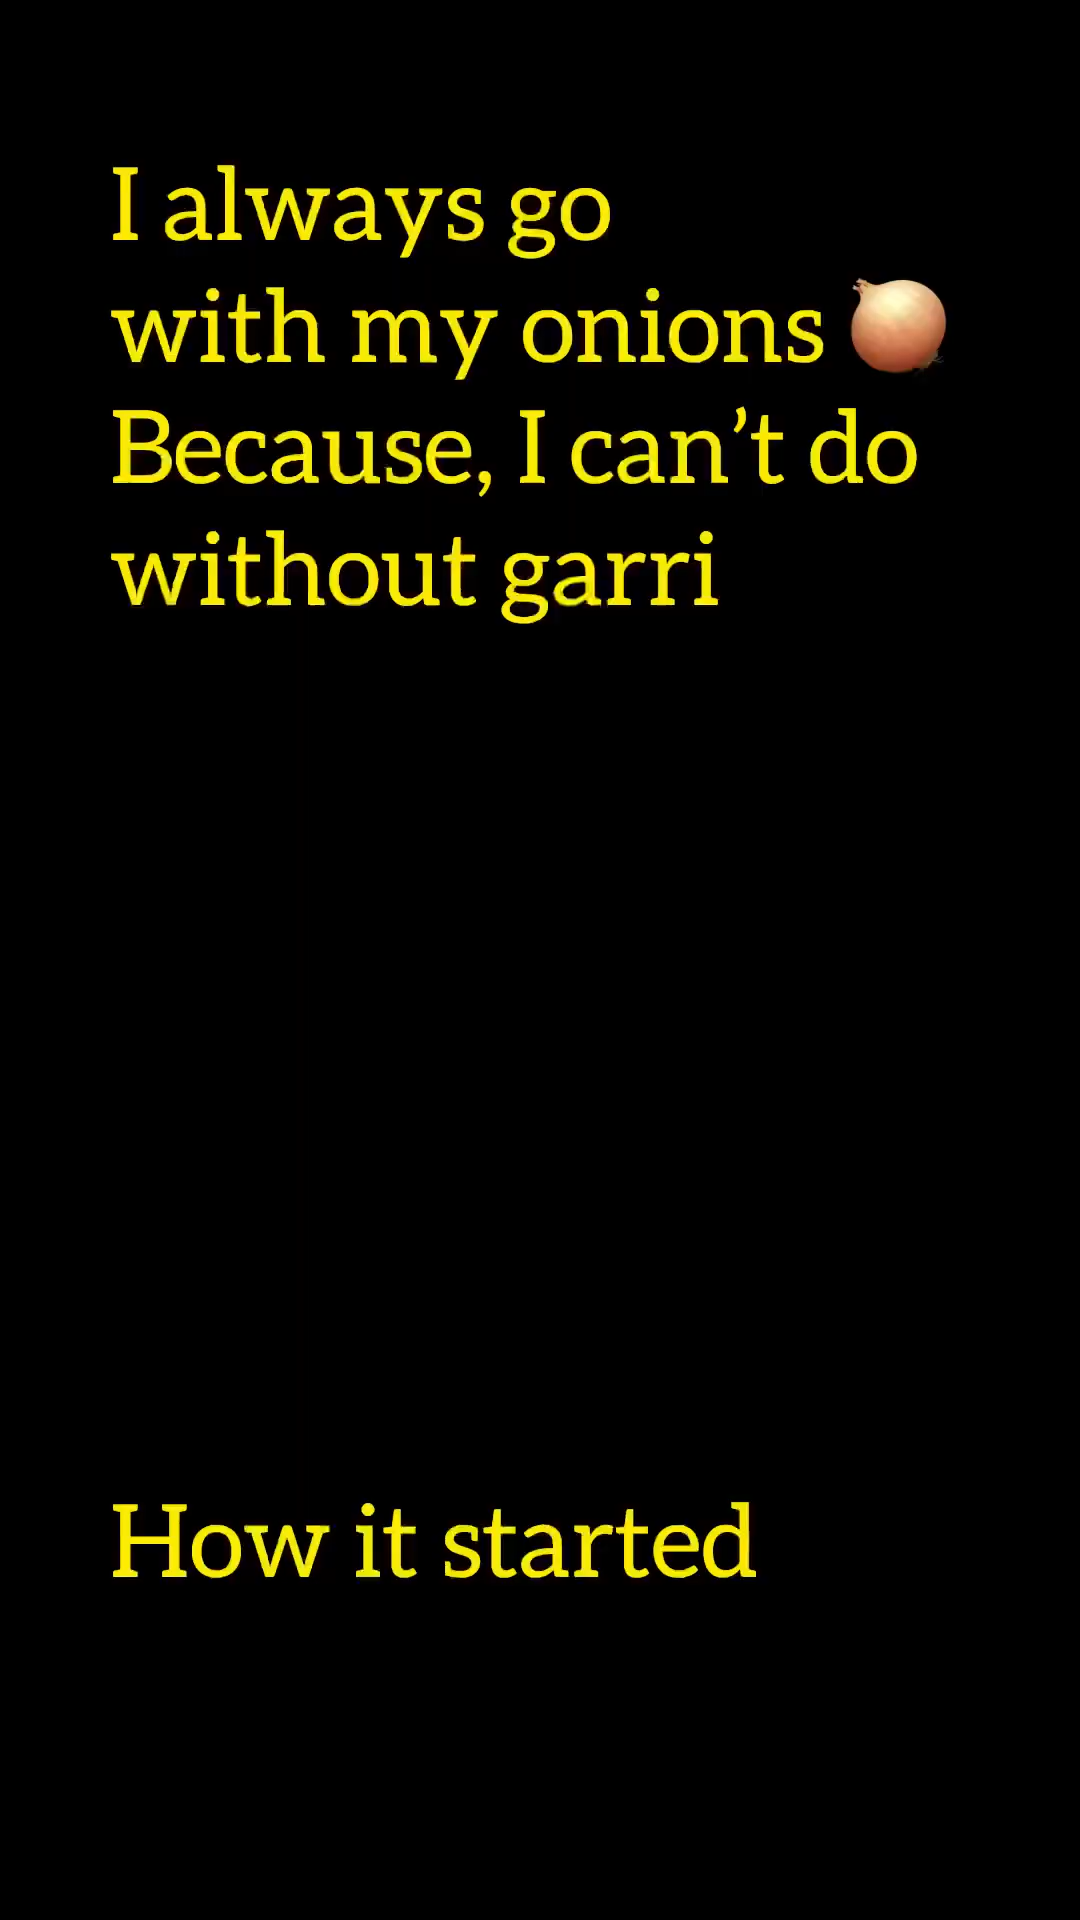 I always go
with my onions 🧅
Because, I can’t do
without garri
How it started